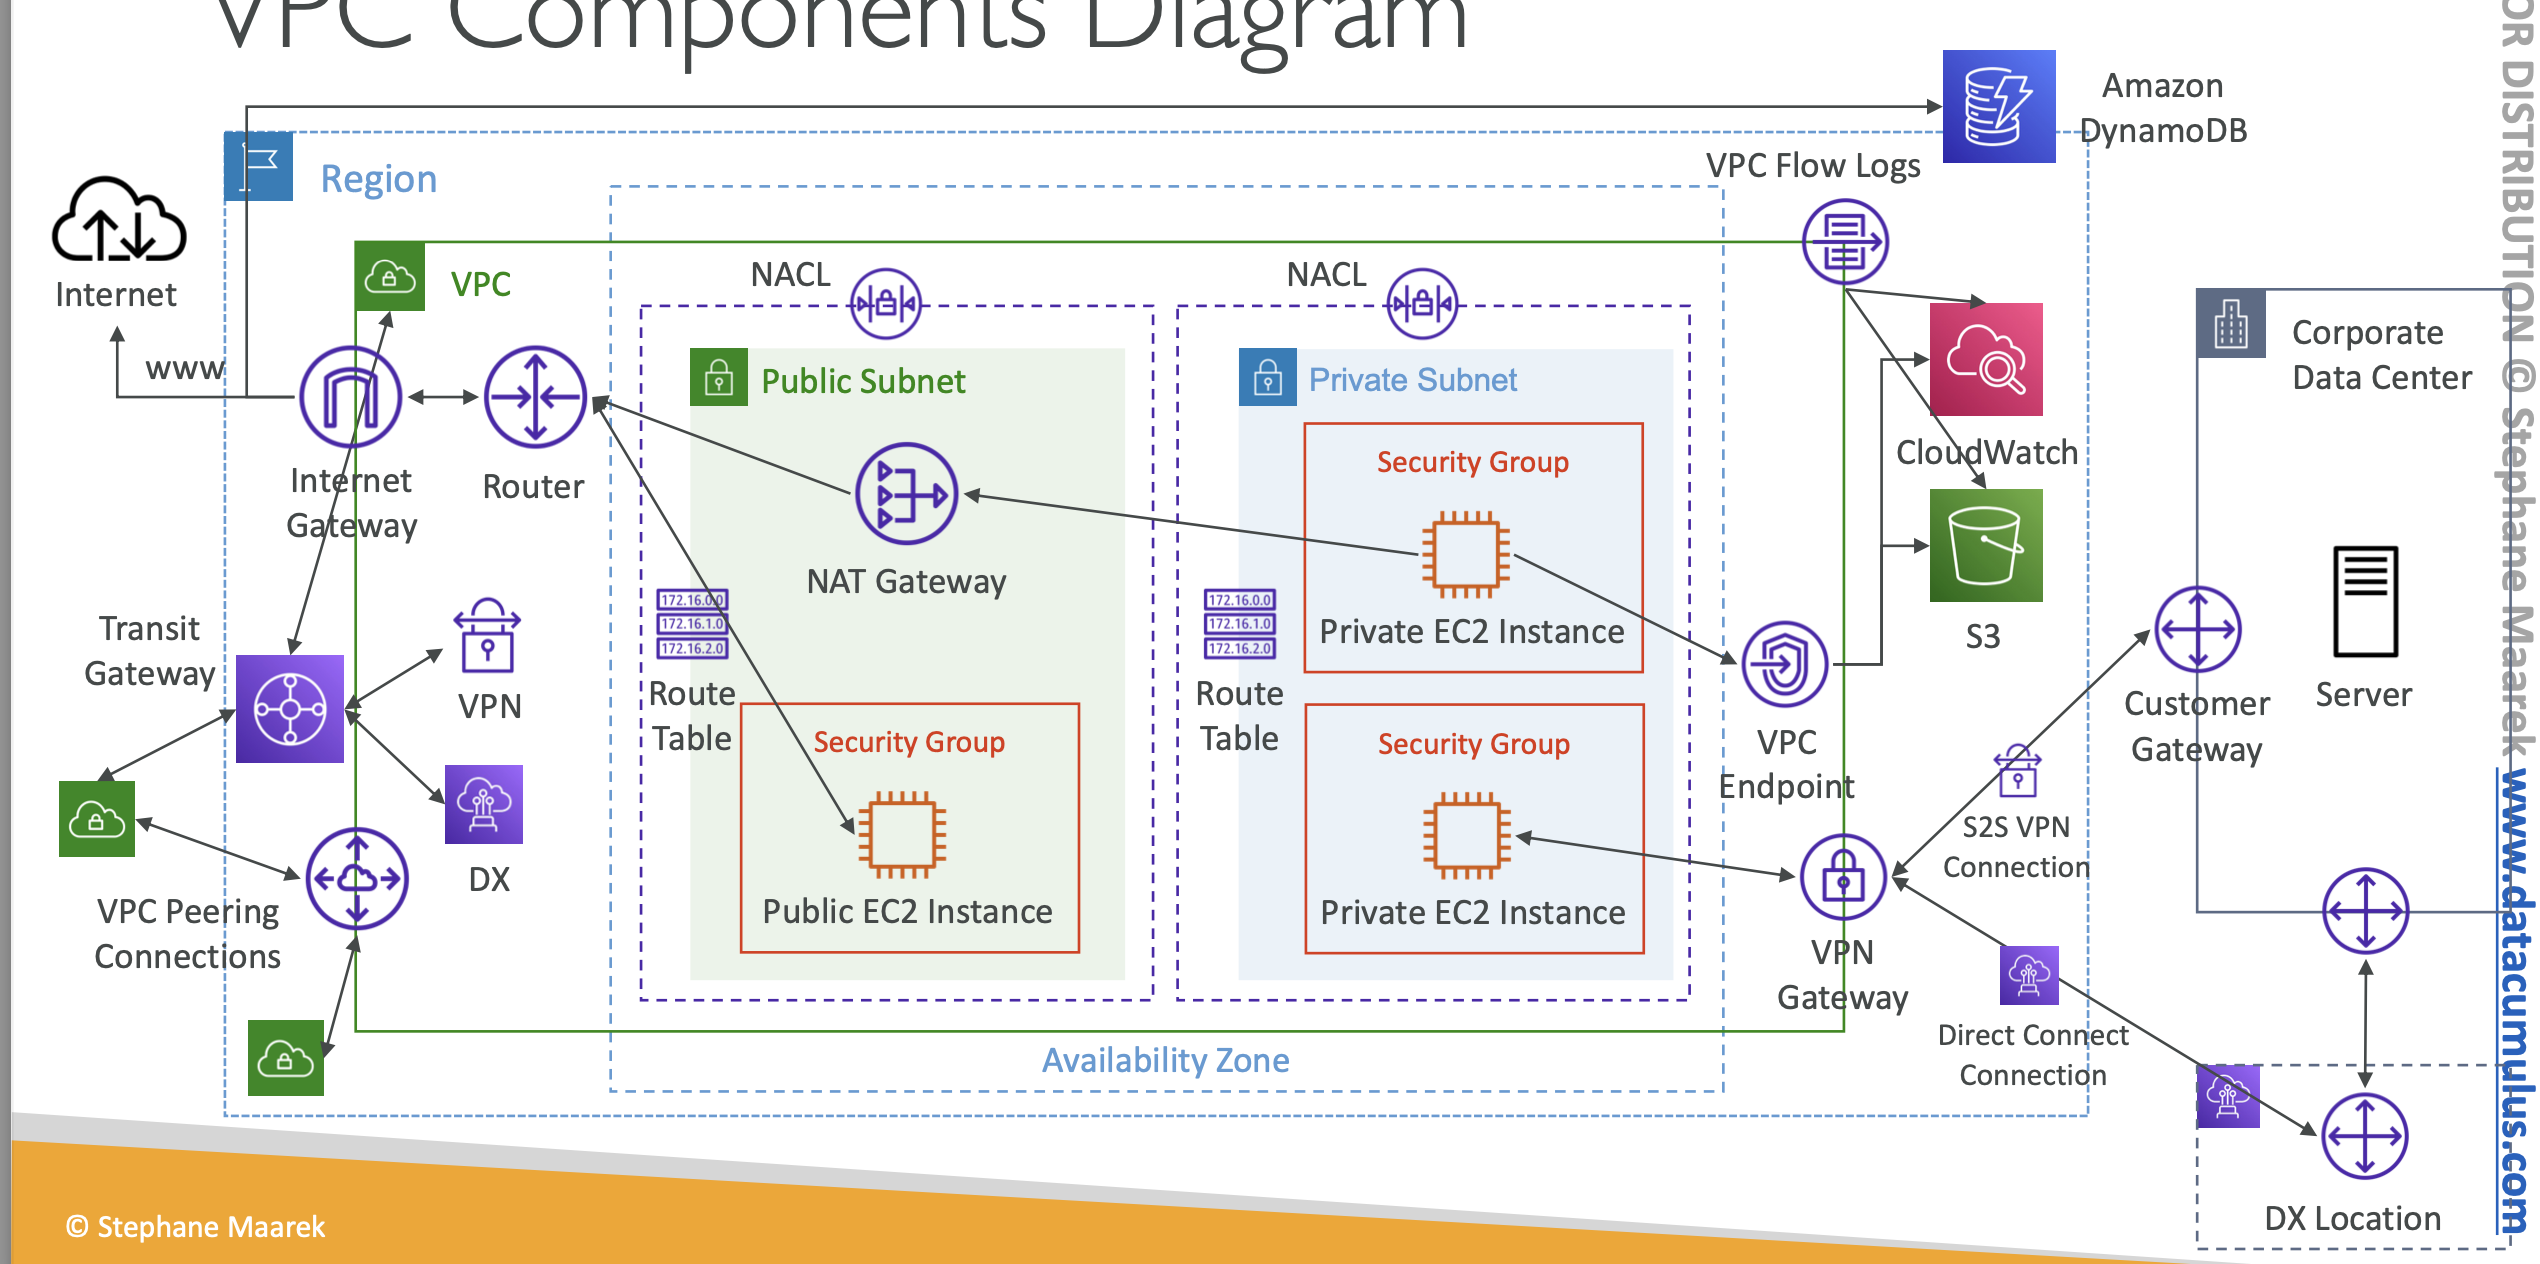 VPC Components Diagram
Amazon
DynamoDB
VPC Flow Logs
Region
Internet
www
VPC
NACL
NACL
Public Subnet
Private Subnet
Corporate
Data Center
Internet
Gateway
Router
NAT Gateway
Security Group
Private EC2 Instance
CloudWatch
S3
Transit
Gateway
VPN
172.16.0.0
172.16.1.0
172.16.2.0
Route
Table
172.16.0.0
172.16.1.0
172.16.2.0
Route
Table
VPC
Endpoint
Customer
Gateway
Server
DX
Security Group
Public EC2 Instance
Security Group
Private EC2 Instance
S2S VPN
Connection
VPC Peering
Connections
VPN
Gateway
Direct Connect
Connection
Availability Zone
DX Location
© Stephane Maarek
OR DISTRIBUTION © Stephane Maarek www.datacumulus.com